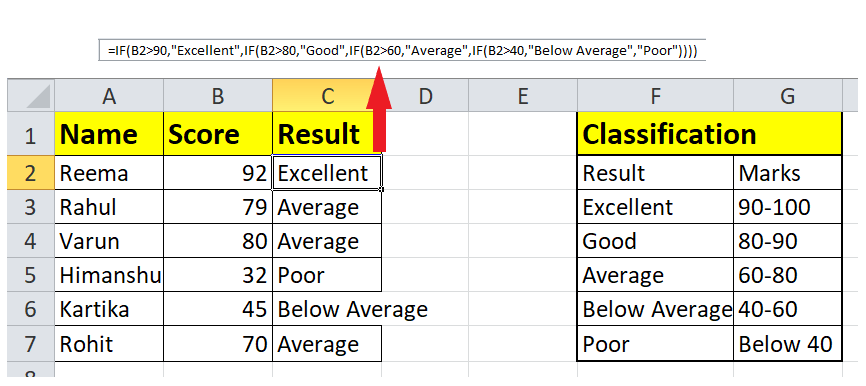 =IF(B2>90,"Excellent",IF(B2>80,"Good",IF(B2>60,"Average",IF(B2>40,"Below Average","Poor"))))
A B C D E F G
1 Name Score Result Classification
2 Reema 92 Excellent Result Marks
3 Rahul 79 Average Excellent 90-100
4 Varun 80 Average Good 80-90
5 Himanshu 32 Poor Average 60-80
6 Kartika 45 Below Average Below Average 40-60
7 Rohit 70 Average Poor Below 40